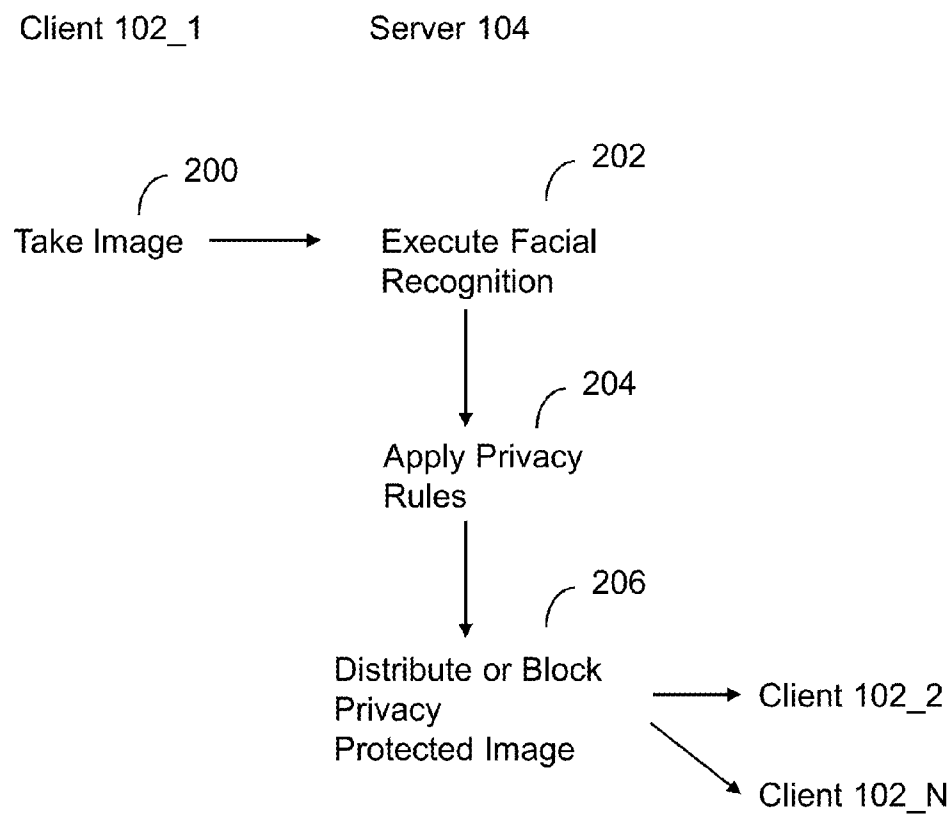 Client 102_1
Server 104
200
202
Take Image
Execute Facial
Recognition
204
Apply Privacy
Rules
206
Distribute or Block
Privacy
Protected Image
Client 102_2
Client 102_N